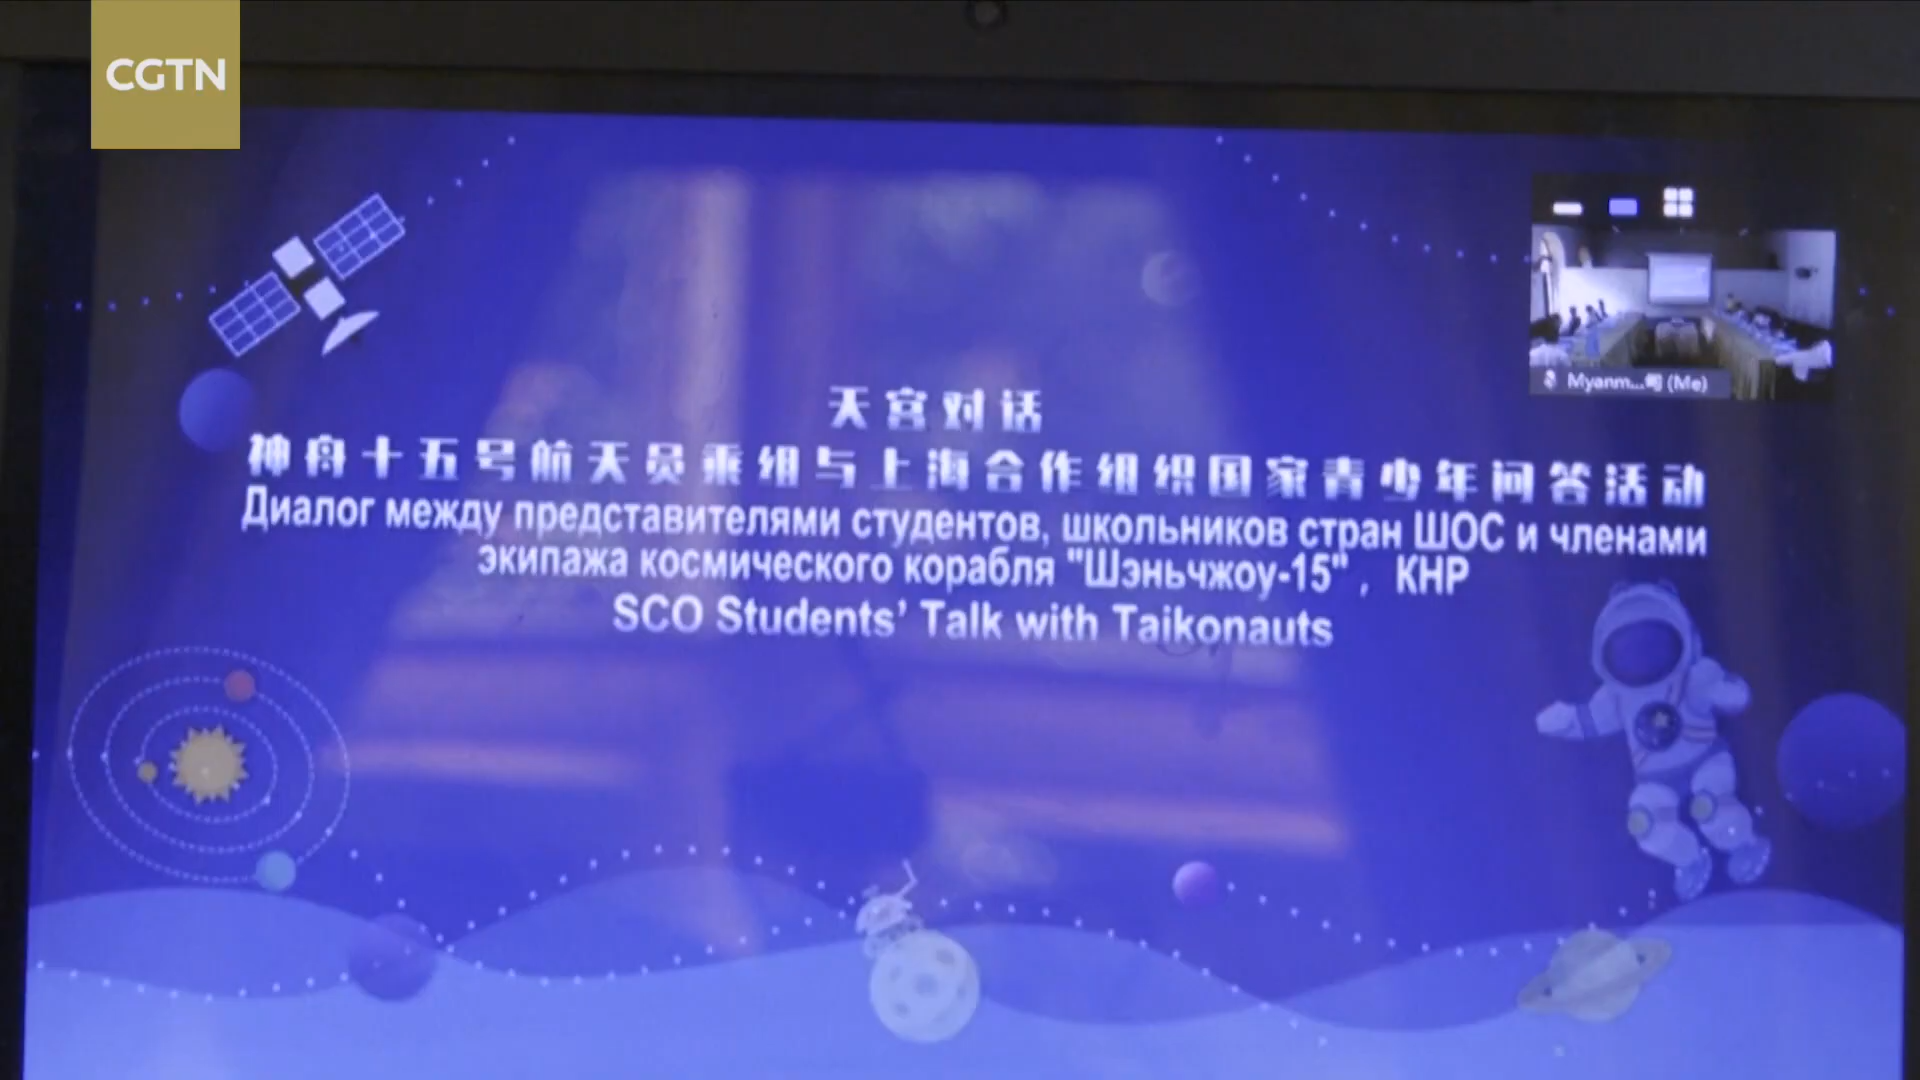 CGTN
Myanm...甸 (Me)
天宫对话
神舟十五号航天员乘组与上海合作组织国家青少年问答活动
Диалог между представителями студентов, школьников стран ШОС и членами
экипажа космического корабля "Шэньчжоу-15", КНР
SCO Students’ Talk with Taikonauts